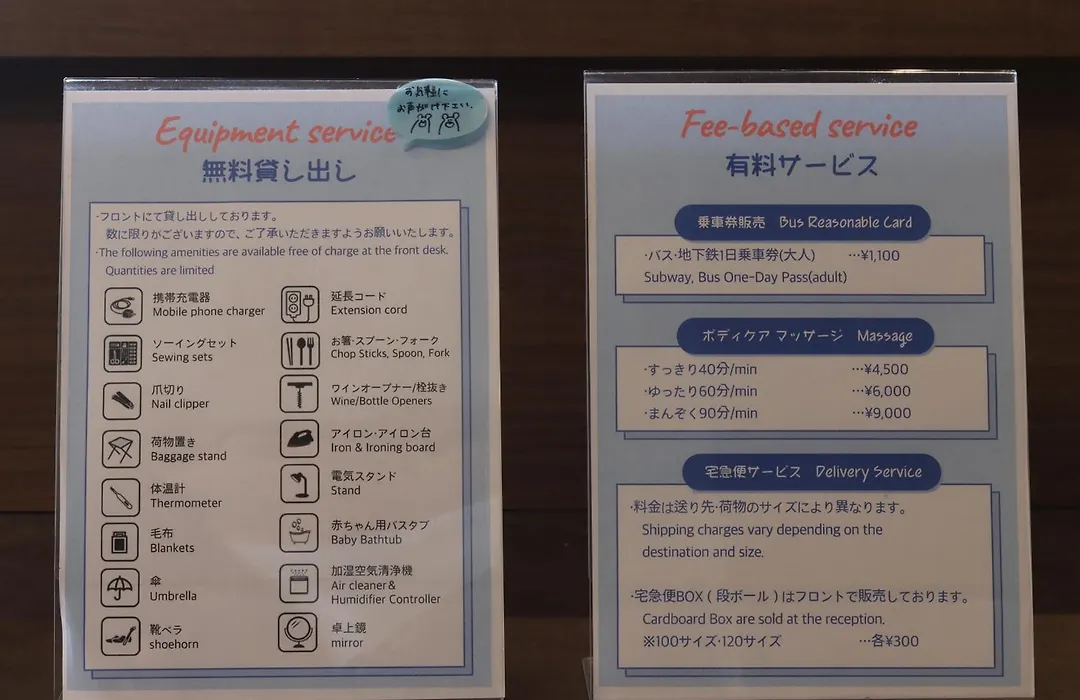 お気軽に
お声がけ下さい。
Equipment service
無料貸し出し
・フロントにて貸し出ししております。
数に限りがございますので、ご了承いただきますようお願いいたします。
・The following amenities are available free of charge at the front desk.
Quantities are limited
携帯充電器
Mobile phone charger
ソーイングセット
Sewing sets
爪切り
Nail clipper
荷物置き
Baggage stand
体温計
Thermometer
毛布
Blankets
傘
Umbrella
靴ベラ
shoehorn
延長コード
Extension cord
お箸・スプーン・フォーク
Chop Sticks, Spoon, Fork
ワインオープナー/栓抜き
Wine/Bottle Openers
アイロン・アイロン台
Iron & Ironing board
電気スタンド
Stand
赤ちゃん用バスタブ
Baby Bathtub
加湿空気清浄機
Air cleaner&
Humidifier Controller
卓上鏡
mirror
Fee-based service
有料サービス
乗車券販売 Bus Reasonable Card
・バス・地下鉄1日乗車券(大人) …¥1,100
Subway, Bus One-Day Pass(adult)
ボディケア マッサージ Massage
・すっきり40分/min …¥4,500
・ゆったり60分/min …¥6,000
・まんぞく90分/min …¥9,000
宅急便サービス Delivery Service
・料金は送り先・荷物のサイズにより異なります。
Shipping charges vary depending on the
destination and size.
・宅急便BOX ( 段ボール ) はフロントで販売しております。
Cardboard Box are sold at the reception.
※100サイズ・120サイズ …各¥300